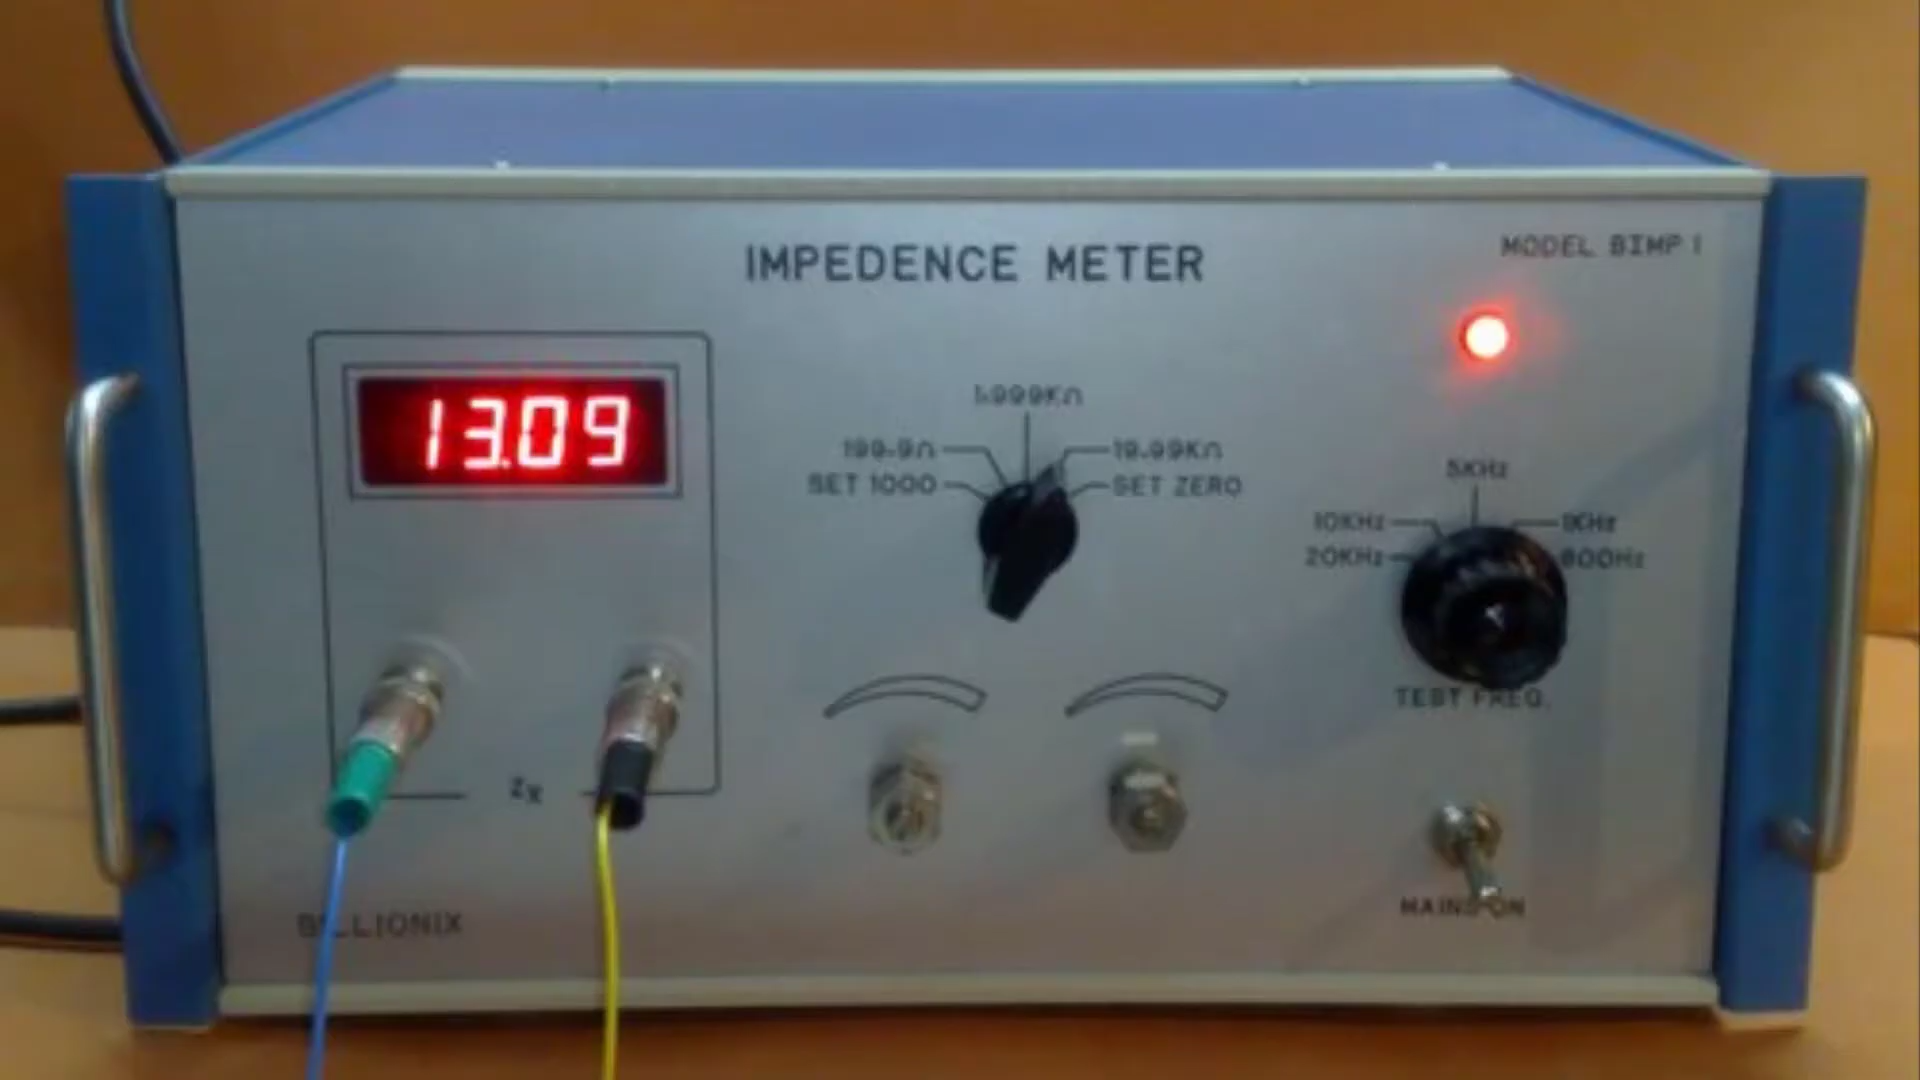 IMPEDENCE METER
MODEL BIMP 1
13.09
199.9Ω
19.99KΩ
SET 1000
SET ZERO
5KHz
10KHz
1KHz
20KHz
800Hz
TEST FREQ.
Zx
MAINS ON
BILLIONIX